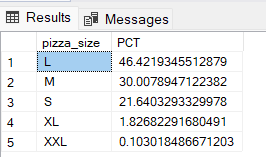 Results Messages
pizza_size PCT
1 L 46.4219345512879
2 M 30.0078947122382
3 S 21.6403293329978
4 XL 1.82682291680491
5 XXL 0.103018486671203